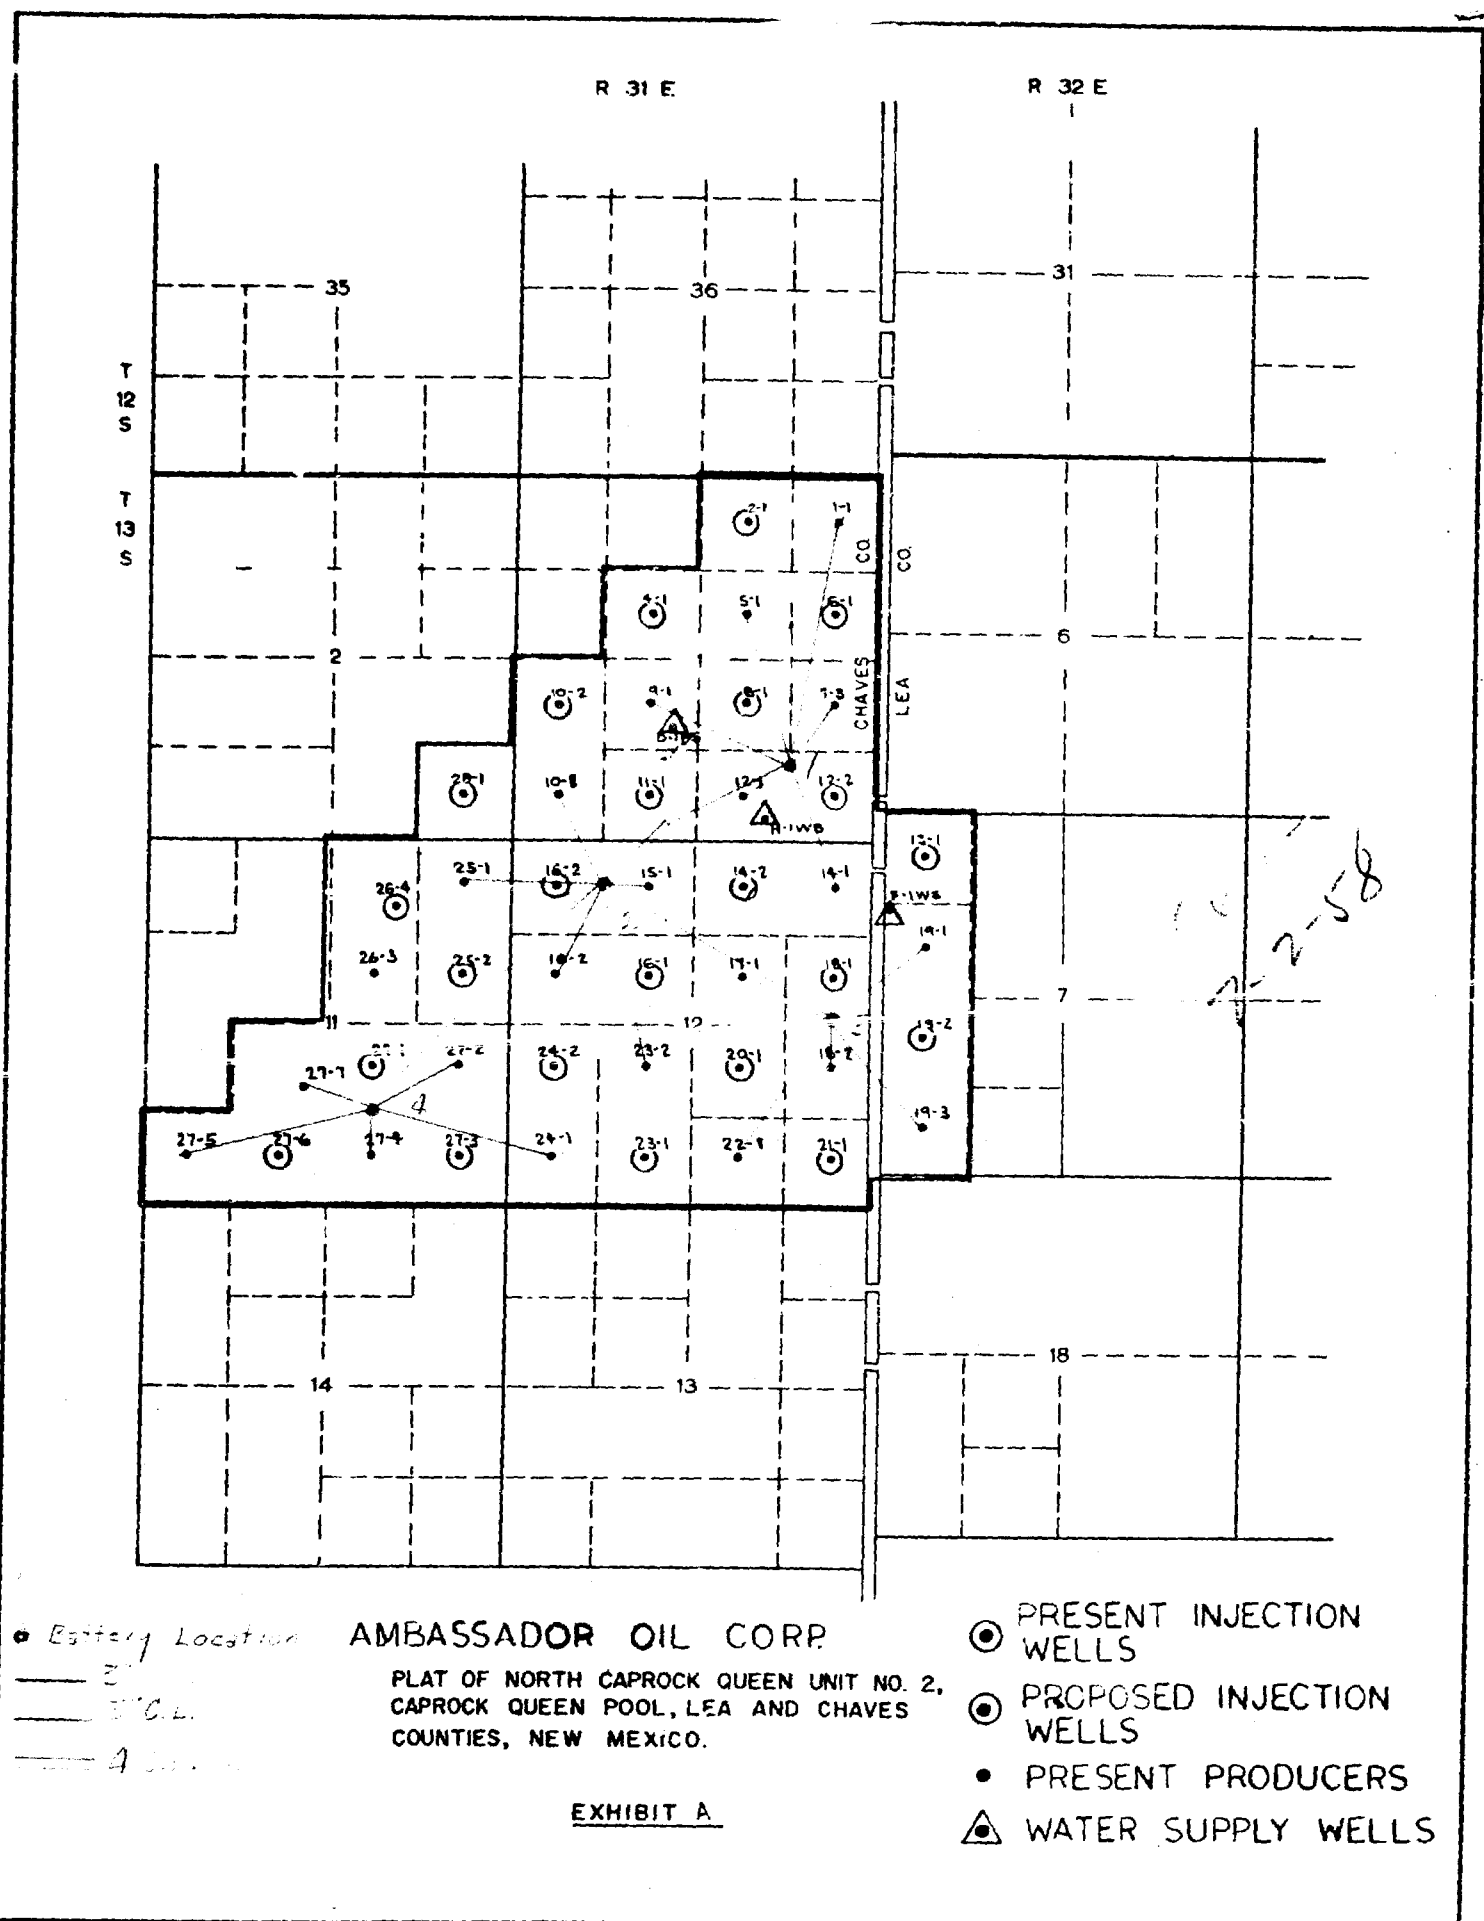 R 31 E
R 32 E
35
36
31
T
12
S
T
13
S
2-1
1-1
CO.
CO.
4-1
5-1
6-1
6
2
CHAVES
LEA
10-2
9-1
8-1
28-1
10-8
11-1
12-2
H-1WB
13-1
25-1
16-2
15-1
14-2
14-1
26-4
19-1
2-2-58
26-3
25-2
16-1
17-1
18-1
7
11
12
19-2
27-2
24-2
23-2
20-1
18-2
27-7
4
19-3
27-5
27-6
27-4
27-3
24-1
23-1
21-1
18
14
13
Battery Location
AMBASSADOR OIL CORP.
PLAT OF NORTH CAPROCK QUEEN UNIT NO. 2,
CAPROCK QUEEN POOL, LEA AND CHAVES
COUNTIES, NEW MEXICO.
EXHIBIT A
PRESENT INJECTION
WELLS
PROPOSED INJECTION
WELLS
PRESENT PRODUCERS
WATER SUPPLY WELLS